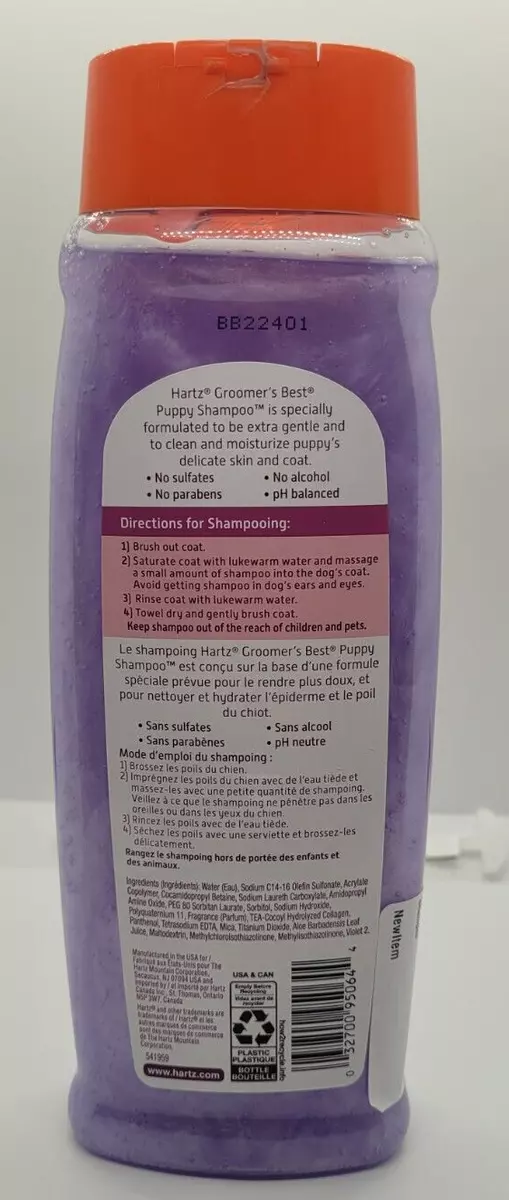 BB22401
Hartz® Groomer's Best®
Puppy Shampoo™ is specially
formulated to be extra gentle and
to clean and moisturize puppy's
delicate skin and coat.
• No sulfates • No alcohol
• No parabens • pH balanced
Directions for Shampooing:
1) Brush out coat.
2) Saturate coat with lukewarm water and massage
a small amount of shampoo into the dog's coat.
Avoid getting shampoo in dog's ears and eyes.
3) Rinse coat with lukewarm water.
4) Towel dry and gently brush coat.
Keep shampoo out of the reach of children and pets.
Le shampoing Hartz® Groomer's Best® Puppy
Shampoo™ est conçu sur la base d'une formule
spéciale prévue pour le rendre plus doux, et
pour nettoyer et hydrater l'épiderme et le poil
du chiot.
• Sans sulfates • Sans alcool
• Sans parabènes • pH neutre
Mode d'emploi du shampoing :
1) Brossez les poils du chien.
2) Imprégnez les poils du chien avec de l'eau tiède et
massez-les avec une petite quantité de shampoing.
Veillez à ce que le shampoing ne pénètre pas dans les
oreilles ou dans les yeux du chien.
3) Rincez les poils avec de l'eau tiède.
4) Séchez les poils avec une serviette et brossez-les
délicatement.
Rangez le shampoing hors de portée des enfants et
des animaux.
Ingredients (Ingrédients): Water (Eau), Sodium C14-16 Olefin Sulfonate, Acrylate
Copolymer, Cocamidopropyl Betaine, Sodium Laureth Carboxylate, Amidopropyl
Amine Oxide, PEG 80 Sorbitan Laurate, Sorbitol, Sodium Hydroxide,
Polyquaternium 11, Fragrance (Parfum), TEA-Cocoyl Hydrolyzed Collagen,
Panthenol, Tetrasodium EDTA, Mica, Titanium Dioxide, Aloe Barbadensis Leaf
Juice, Maltodextrin, Methylchloroisothiazolinone, Methylisothiazolinone, Violet 2.
Manufactured in the USA for /
Fabriqué aux États-Unis pour The
Hartz Mountain Corporation,
Secaucus, NJ 07094 USA and
imported by / et importé par Hartz
Canada Inc., St. Thomas, Ontario
N5P 3W7, Canada
Hartz® and other trademarks are
trademarks of / Hartz® et les
autres marques de commerce
sont des marques de commerce
de The Hartz Mountain
Corporation.
541959
www.hartz.com
USA & CAN
Empty Before
Recycling
Videz avant de
recycler
PLASTIC
PLASTIQUE
BOTTLE
BOUTEILLE
how2recycle.info
0 32700 95064 4
NewItem